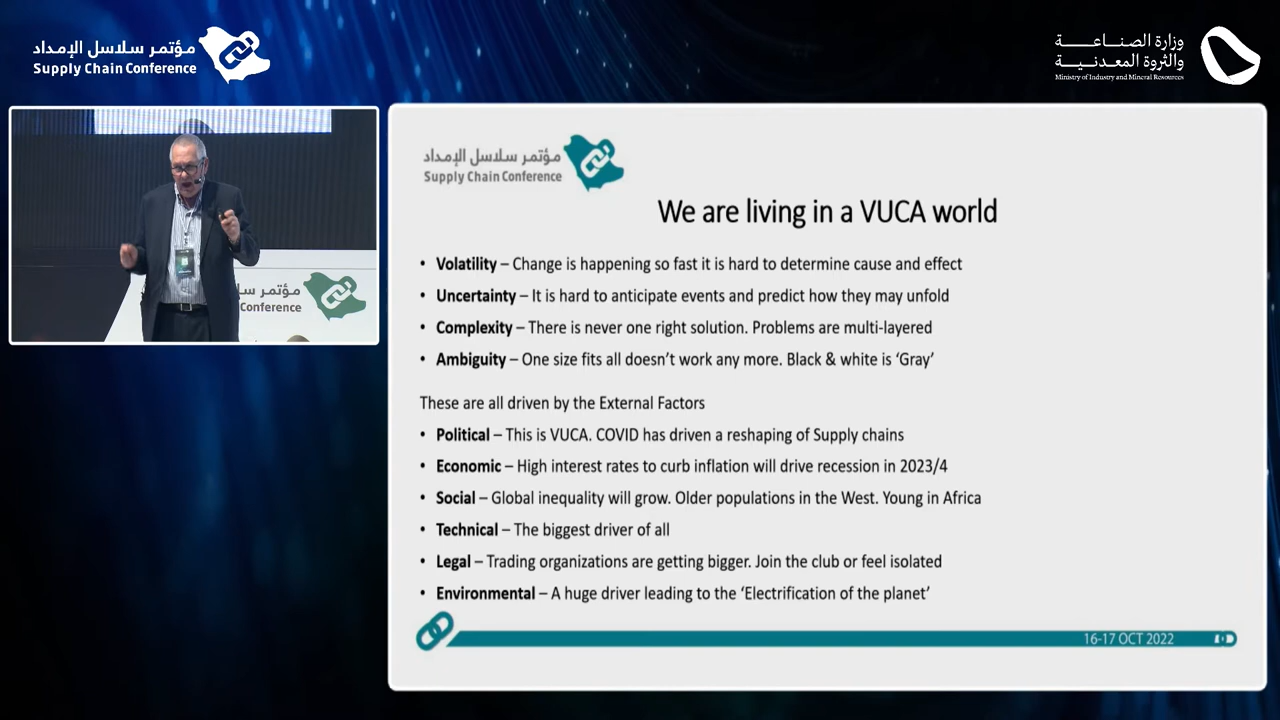 مؤتمر سلاسل الإمداد
Supply Chain Conference
وزارة الصناعة
والثروة المعدنية
Ministry of Industry and Mineral Resources
مؤتمر س
Conference
مؤتمر سلاسل الإمداد
Supply Chain Conference
We are living in a VUCA world
• Volatility – Change is happening so fast it is hard to determine cause and effect
• Uncertainty – It is hard to anticipate events and predict how they may unfold
• Complexity – There is never one right solution. Problems are multi-layered
• Ambiguity – One size fits all doesn’t work any more. Black & white is ‘Gray’
These are all driven by the External Factors
• Political – This is VUCA. COVID has driven a reshaping of Supply chains
• Economic – High interest rates to curb inflation will drive recession in 2023/4
• Social – Global inequality will grow. Older populations in the West. Young in Africa
• Technical – The biggest driver of all
• Legal – Trading organizations are getting bigger. Join the club or feel isolated
• Environmental – A huge driver leading to the ‘Electrification of the planet’
16-17 OCT 2022